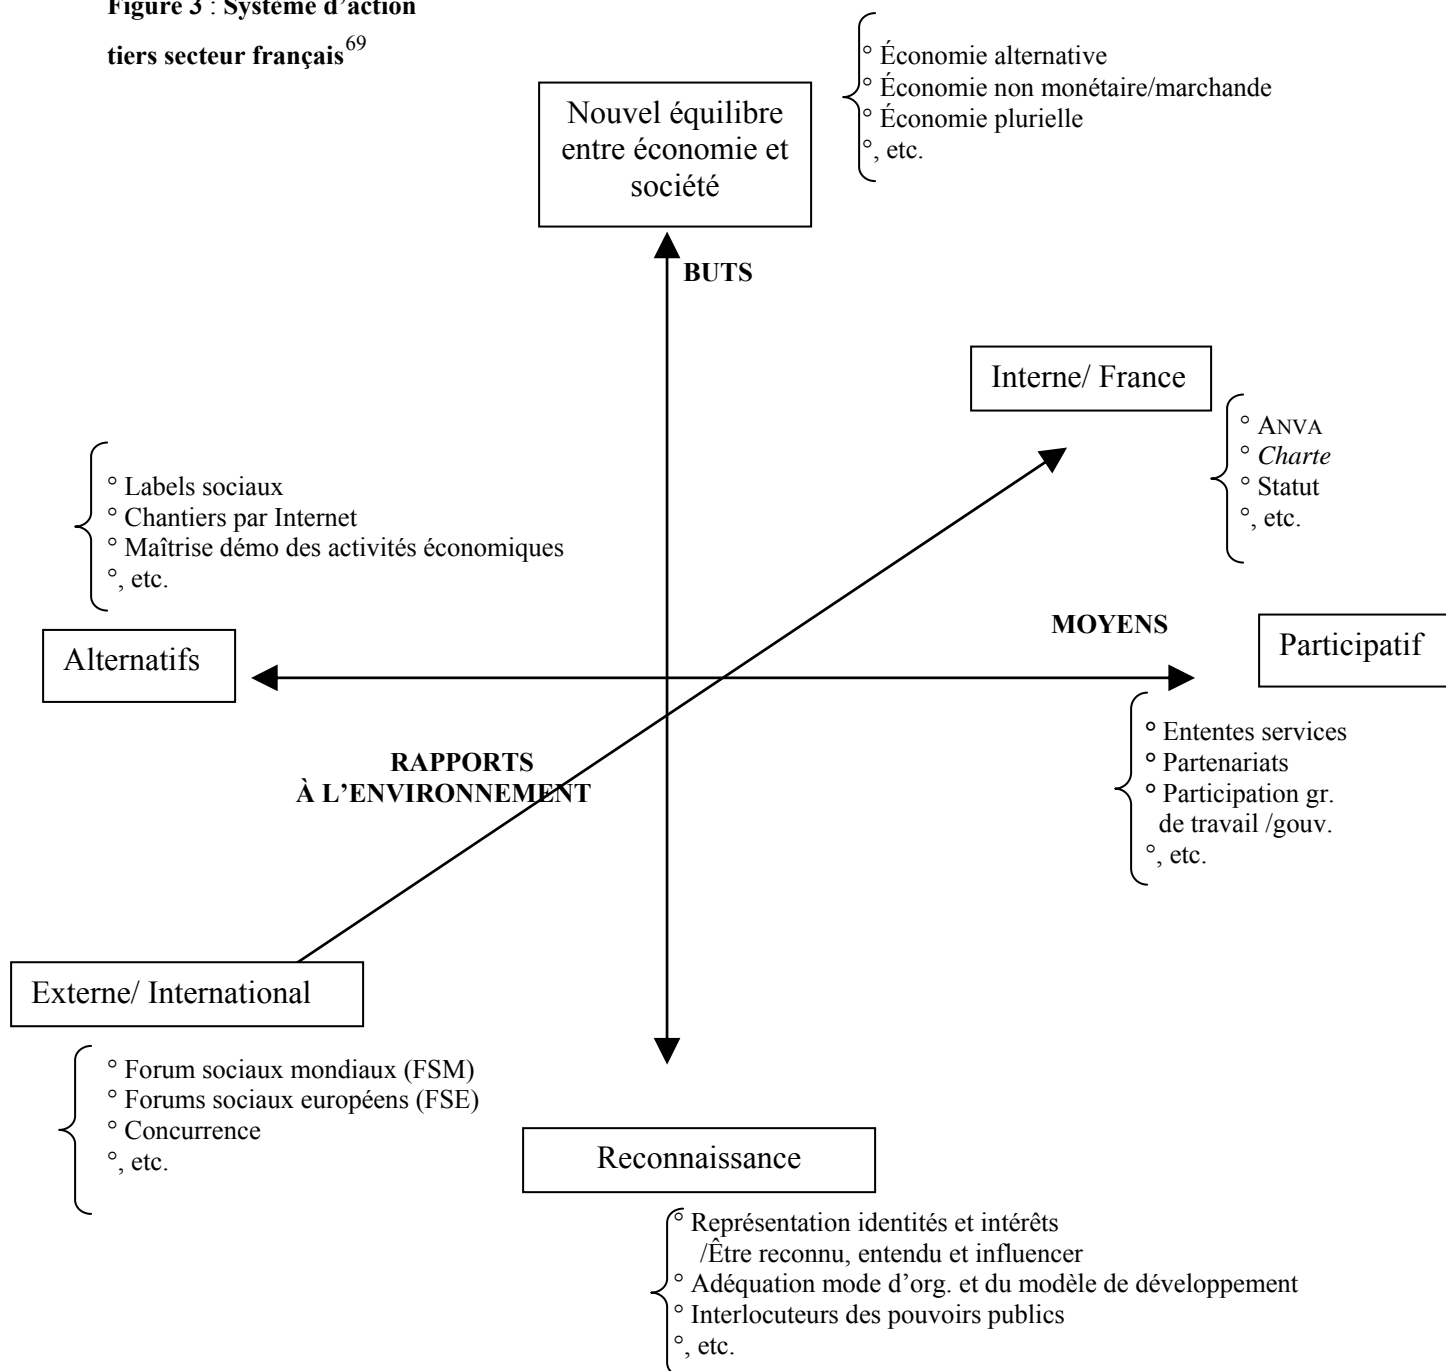 Figure 3 : Système d’action
tiers secteur français69
Nouvel équilibre
entre économie et
société
° Économie alternative
° Économie non monétaire/marchande
° Économie plurielle
°, etc.
BUTS
Interne/ France
° ANVA
° Charte
° Statut
°, etc.
° Labels sociaux
° Chantiers par Internet
° Maîtrise démo des activités économiques
°, etc.
Alternatifs
MOYENS
Participatif
° Ententes services
° Partenariats
° Participation gr.
de travail /gouv.
°, etc.
RAPPORTS
À L’ENVIRONNEMENT
Externe/ International
° Forum sociaux mondiaux (FSM)
° Forums sociaux européens (FSE)
° Concurrence
°, etc.
Reconnaissance
° Représentation identités et intérêts
/Être reconnu, entendu et influencer
° Adéquation mode d’org. et du modèle de développement
° Interlocuteurs des pouvoirs publics
°, etc.